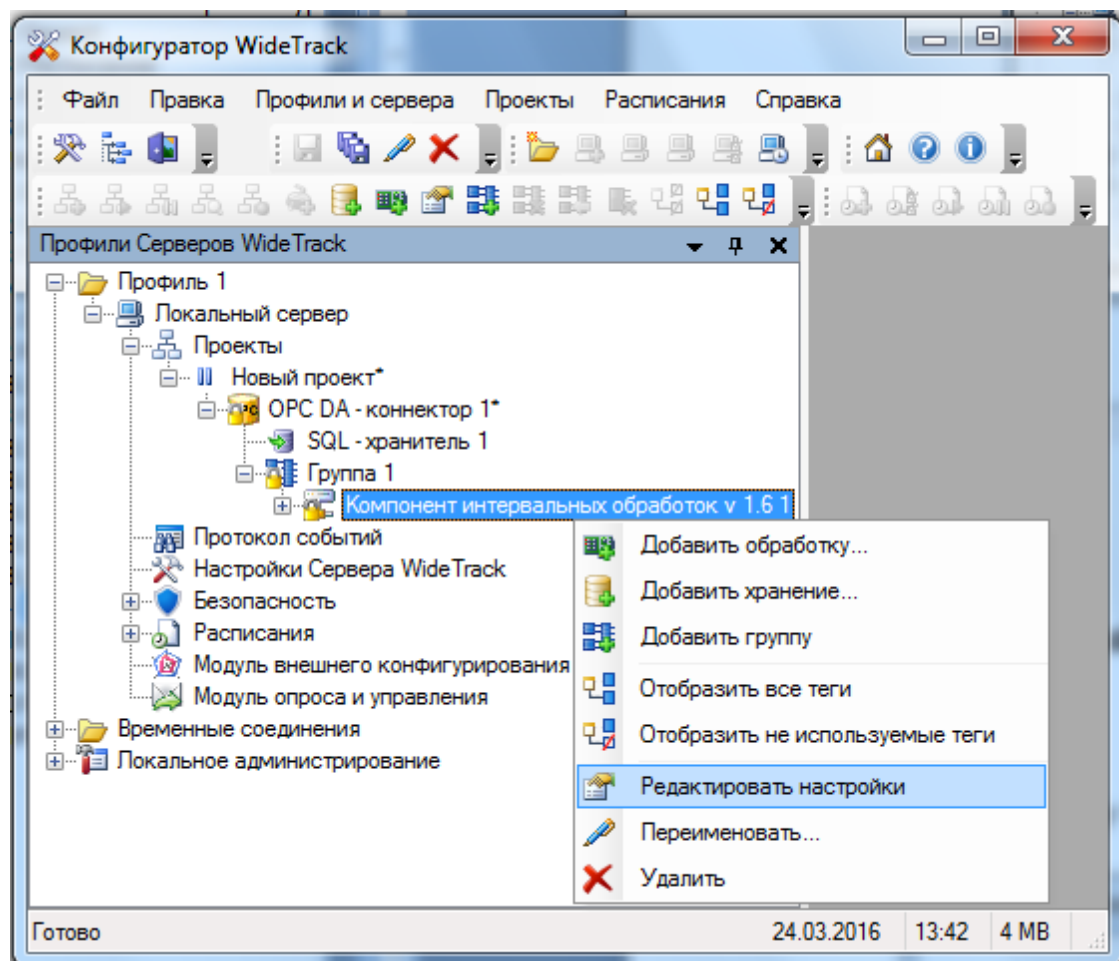 Конфигуратор WideTrack
Файл Правка Профили и сервера Проекты Расписания Справка
Профили Серверов WideTrack
Профиль 1
Локальный сервер
Проекты
Новый проект*
OPC DA - коннектор 1*
SQL - хранитель 1
Группа 1
Компонент интервальных обработок v 1.6 1
Протокол событий
Настройки Сервера WideTrack
Безопасность
Расписания
Модуль внешнего конфигурирования
Модуль опроса и управления
Временные соединения
Локальное администрирование
Добавить обработку...
Добавить хранение...
Добавить группу
Отобразить все теги
Отобразить не используемые теги
Редактировать настройки
Переименовать...
Удалить
Готово 24.03.2016 13:42 4 MB